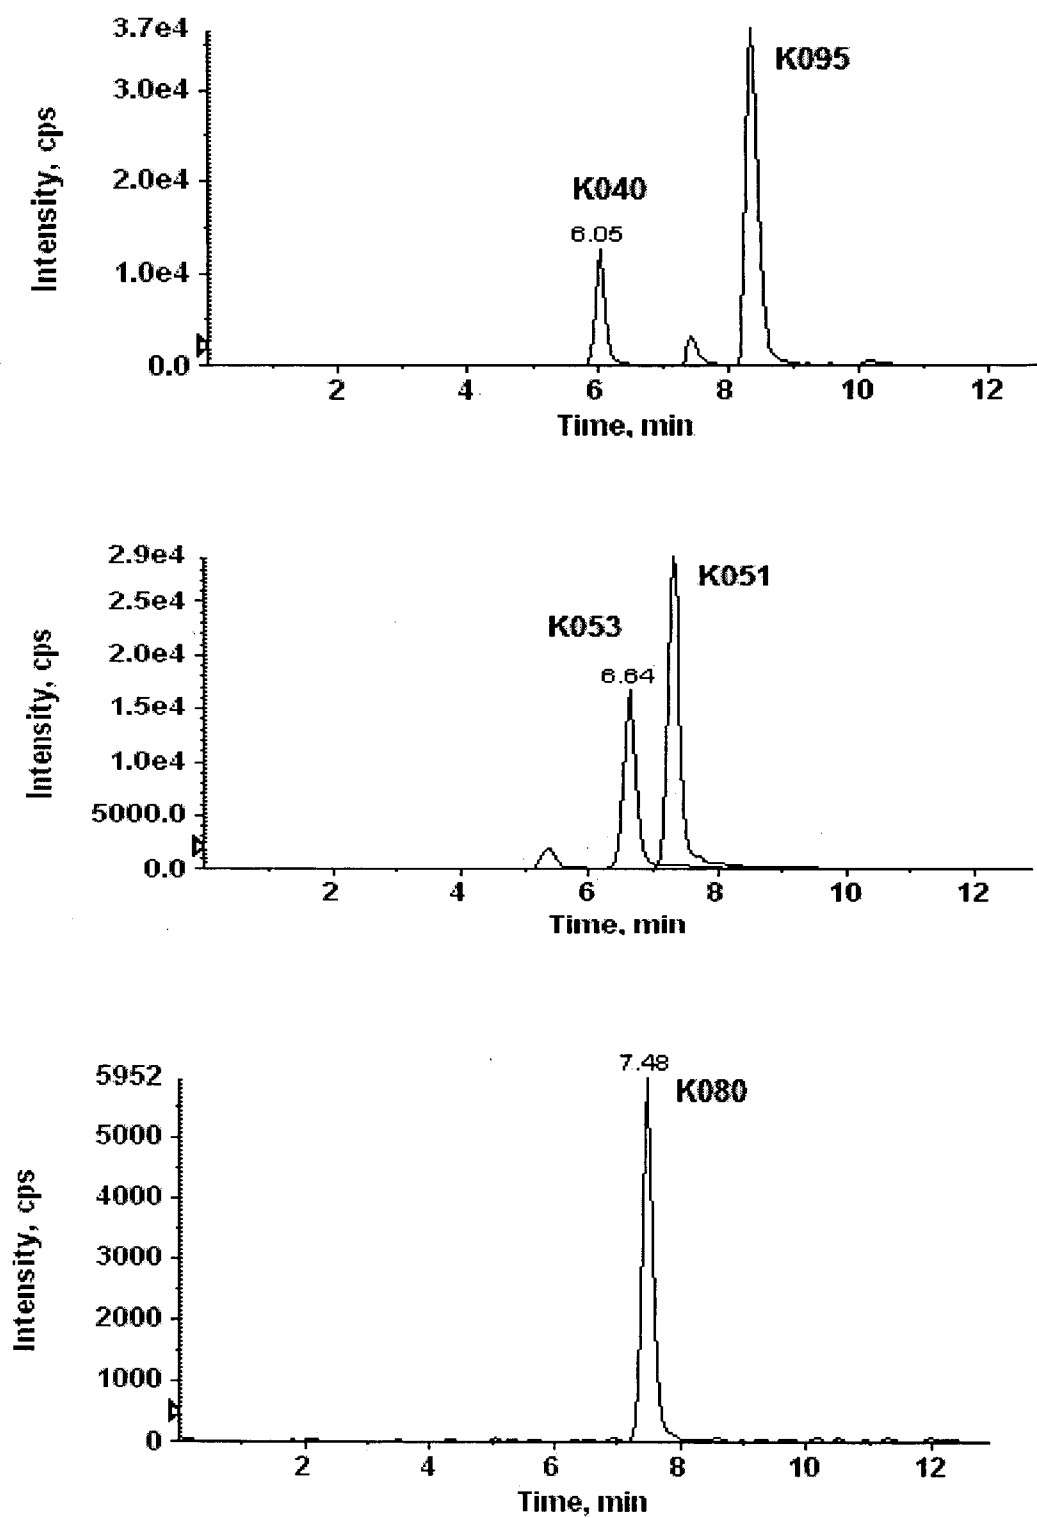 3.7e4
K095
3.0e4
2.0e4
K040
6.05
1.0e4
0.0
Intensity, cps
2 4 6 8 10 12
Time, min
2.9e4
K051
2.5e4
K053
2.0e4
6.64
1.5e4
1.0e4
5000.0
0.0
Intensity, cps
2 4 6 8 10 12
Time, min
7.48
5952
K080
5000
4000
3000
2000
1000
0
Intensity, cps
2 4 6 8 10 12
Time, min